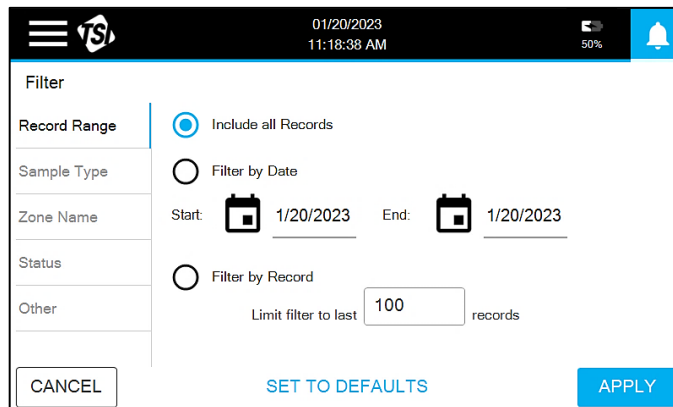 TSI
01/20/2023
11:18:38 AM
50%
Filter
Record Range
Include all Records
Sample Type
Filter by Date
Zone Name
Start: 1/20/2023 End: 1/20/2023
Status
Filter by Record
Other
Limit filter to last 100 records
CANCEL
SET TO DEFAULTS
APPLY